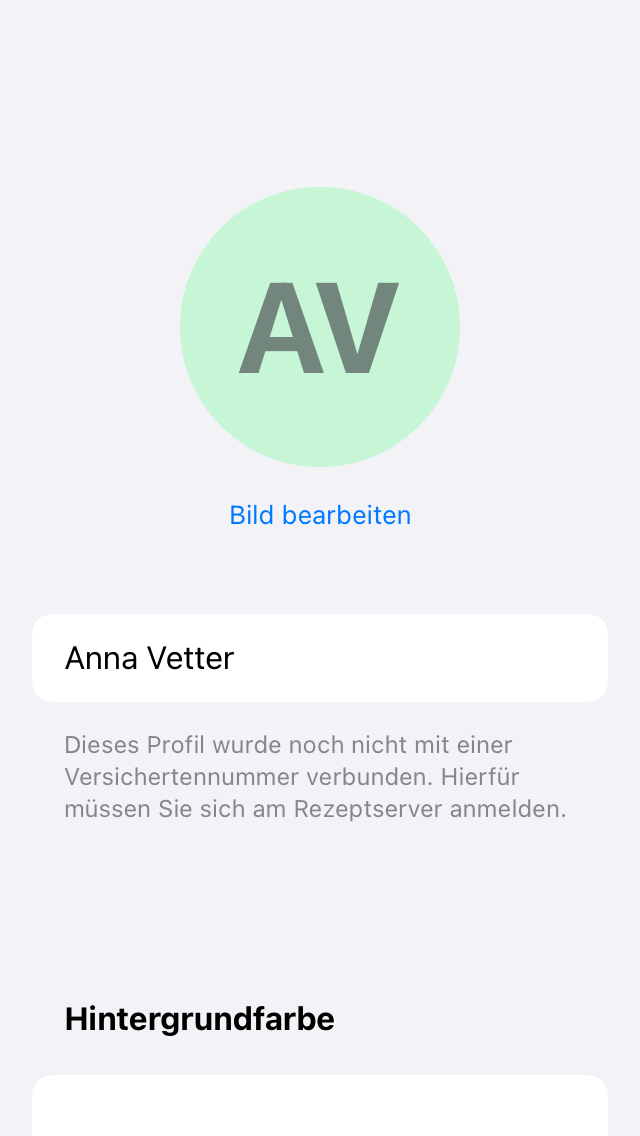 AV
Bild bearbeiten
Anna Vetter
Dieses Profil wurde noch nicht mit einer
Versichertennummer verbunden. Hierfür
müssen Sie sich am Rezeptserver anmelden.
Hintergrundfarbe